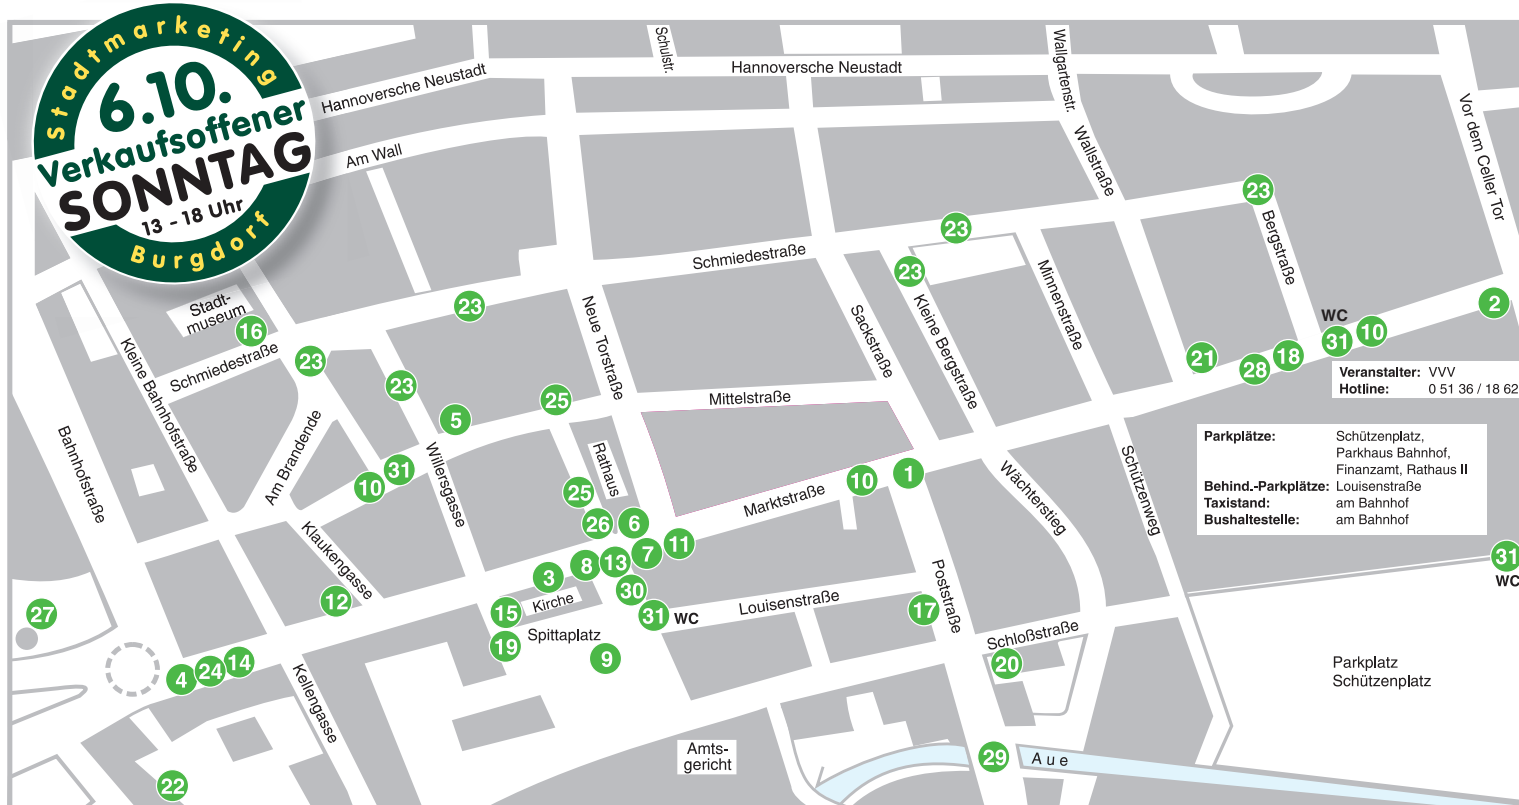 Stadtmarketing
6.10.
Verkaufsoffener
SONNTAG
13 - 18 Uhr
Burgdorf
Hannoversche Neustadt
Schulstr.
Hannoversche Neustadt
Wallgartenstr.
Vor dem Celler Tor
Am Wall
Wallstraße
23
23
Bergstraße
Schmiedestraße
23
Minnenstraße
Stadt-
museum
16
23
Neue Torstraße
Sackstraße
Kleine Bergstraße
2
WC
31
10
Kleine Bahnhofstraße
Schmiedestraße
23
23
21
28
18
Veranstalter: VVV
Hotline: 0 51 36 / 18 62
5
25
Mittelstraße
Bahnhofstraße
Am Brandende
10
31
Willersgasse
Rathaus
25
26
6
Marktstraße
10
1
Wächterstieg
Schützenweg
Parkplätze: Schützenplatz,
Parkhaus Bahnhof,
Finanzamt, Rathaus II
Behind.-Parkplätze: Louisenstraße
Taxistand: am Bahnhof
Bushaltestelle: am Bahnhof
Klaukengasse
3
8
13
7
11
30
31
WC
31
WC
27
12
15
Kirche
Louisenstraße
17
Poststraße
Schloßstraße
19
Spittaplatz
9
20
4
24
14
Kellengasse
Parkplatz
Schützenplatz
Amts-
gericht
29
Aue
22